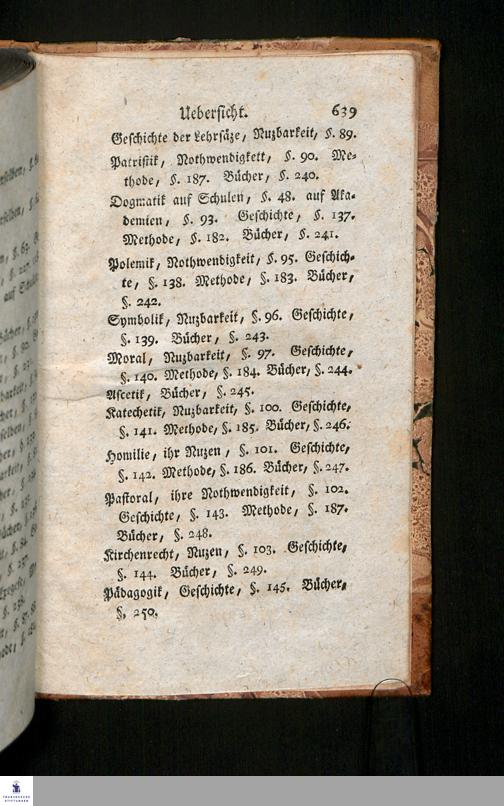 Uebersicht. 639
Geschichte der Lehrsäze, Nuzbarkeit, §. 89.
Patristik, Nothwendigkett, §. 90. Me-
thode, §. 187. Bücher, §. 240.
Dogmatik auf Schulen, §. 48. auf Aka-
demien, §. 93. Geschichte, §. 137.
Methode, §. 182. Bücher, §. 241.
Polemik, Nothwendigkeit, §. 95. Geschich-
te, §. 138. Methode, §. 183. Bücher,
§. 242.
Symbolik, Nuzbarkeit, §. 96. Geschichte,
§. 139. Bücher, §. 243.
Moral, Nuzbarkeit, §. 97. Geschichte,
§. 140. Methode, §. 184. Bücher, §. 244.
Ascetik, Bücher, §. 245.
Katechetik, Nuzbarkeit, §. 100. Geschichte,
§. 141. Methode, §. 185. Bücher, §. 246.
Homilie, ihr Nuzen, §. 101. Geschichte,
§. 142. Methode, §. 186. Bücher, §. 247.
Pastoral, ihre Nothwendigkeit, §. 102.
Geschichte, §. 143. Methode, §. 187.
Bücher, §. 248.
Kirchenrecht, Nuzen, §. 103. Geschichte,
§. 144. Bücher, §. 249.
Pädagogik, Geschichte, §. 145. Bücher,
§. 250.
FRANCKESCHE
STIFTUNGEN